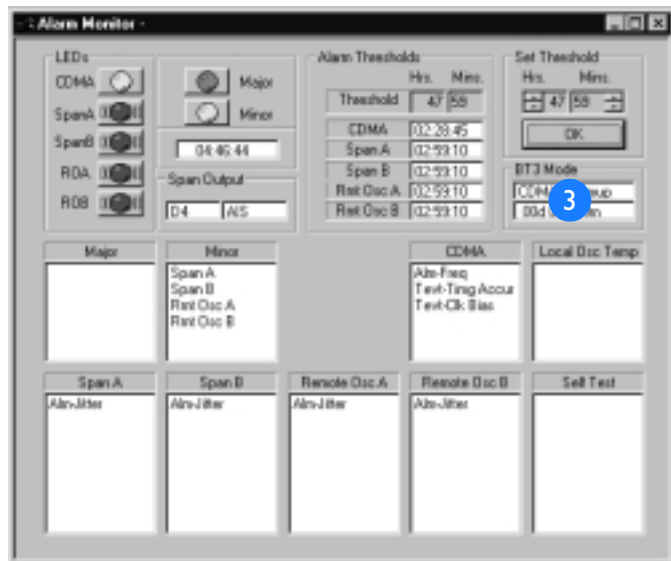 Alarm Monitor -
LEDs
CDMA
SpanA
SpanB
ROA
ROB
Major
Minor
04:46:44
Span Output
D4 AIS
Alarm Thresholds
Hrs. Mins.
Threshold 47 59
CDMA 02:28:45
Span A 02:59:10
Span B 02:59:10
Rmt Osc A 02:59:10
Rmt Osc B 02:59:10
Set Threshold
Hrs. Mins.
47 59
OK
BT3 Mode
3
Major
Minor
Span A
Span B
Rmt Osc A
Rmt Osc B
CDMA
Alm-Freq
Tevt-Timg Accur
Tevt-Clk Bias
Local Osc Temp
Span A
Alm-Jitter
Span B
Alm-Jitter
Remote Osc A
Alm-Jitter
Remote Osc B
Alm-Jitter
Self Test